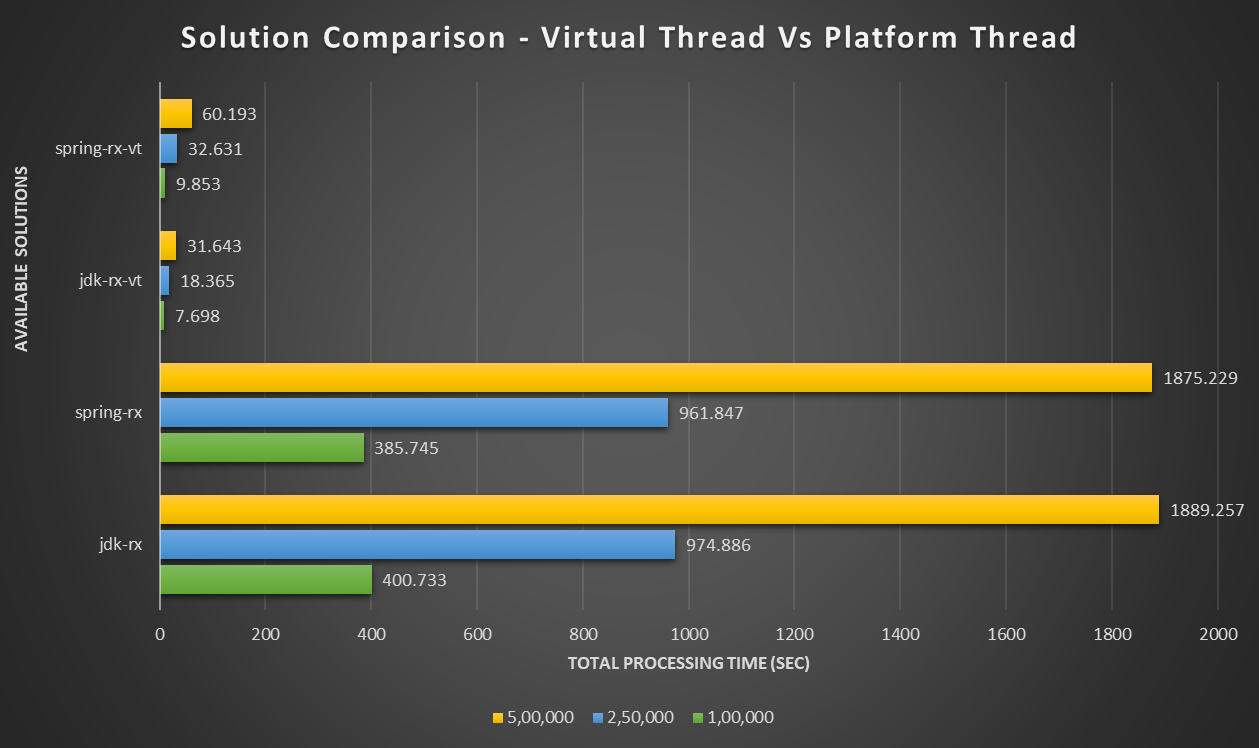 Solution Comparison - Virtual Thread Vs Platform Thread
AVAILABLE SOLUTIONS
60.193
spring-rx-vt
32.631
9.853
31.643
jdk-rx-vt
18.365
7.698
1875.229
spring-rx
961.847
385.745
1889.257
jdk-rx
974.886
400.733
0 200 400 600 800 1000 1200 1400 1600 1800 2000
TOTAL PROCESSING TIME (SEC)
5,00,000 2,50,000 1,00,000